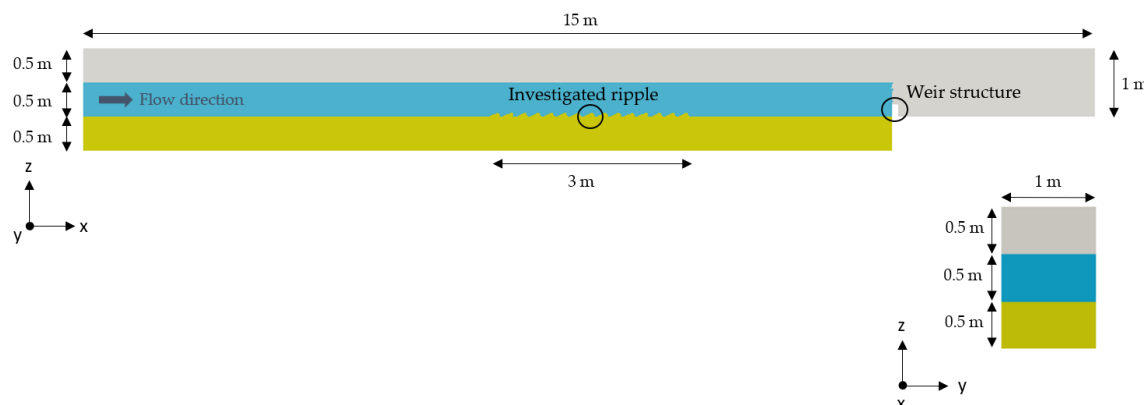 15 m
0.5 m
0.5 m
0.5 m
Flow direction
Investigated ripple
Weir structure
1 m
3 m
z
y
x
1 m
0.5 m
0.5 m
0.5 m
z
y
x